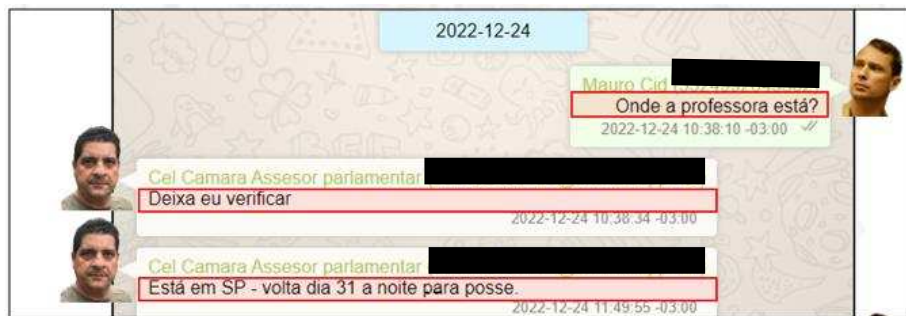 2022-12-24
Mauro Cid
Onde a professora está?
2022-12-24 10:38:10 -03:00
Cel Camara Assesor parlamentar
Deixa eu verificar
2022-12-24 10:38:34 -03:00
Cel Camara Assesor parlamentar
Está em SP - volta dia 31 a noite para posse.
2022-12-24 11:49:55 -03:00